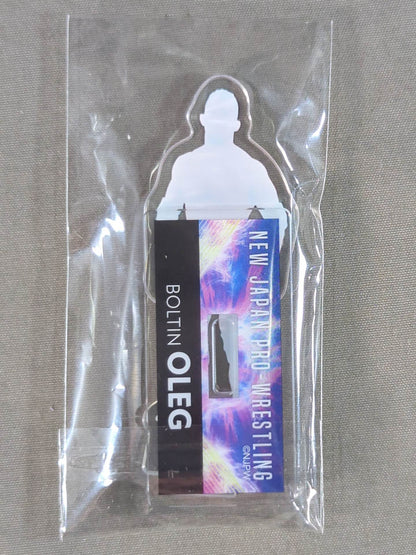 NEW JAPAN PRO-WRESTLING
©NJPW
BOLTIN OLEG